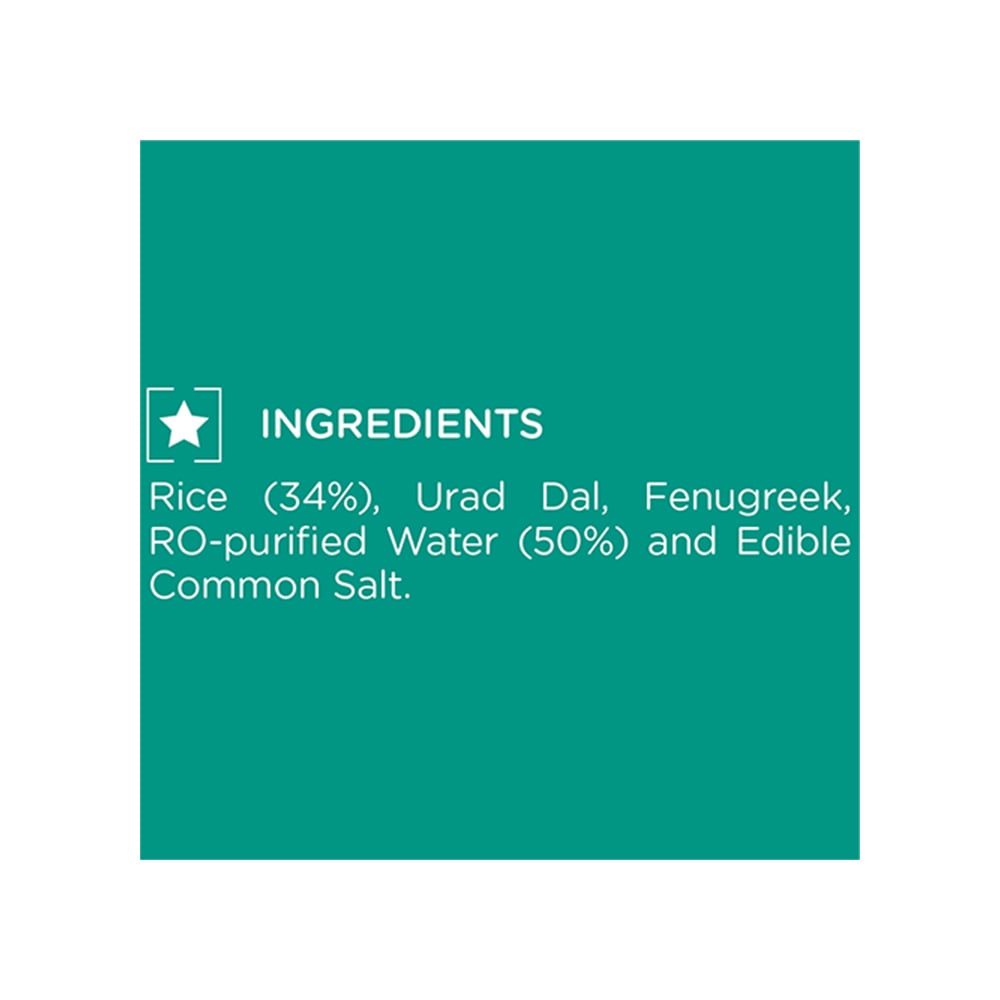 INGREDIENTS
Rice (34%), Urad Dal, Fenugreek,
RO-purified Water (50%) and Edible
Common Salt.